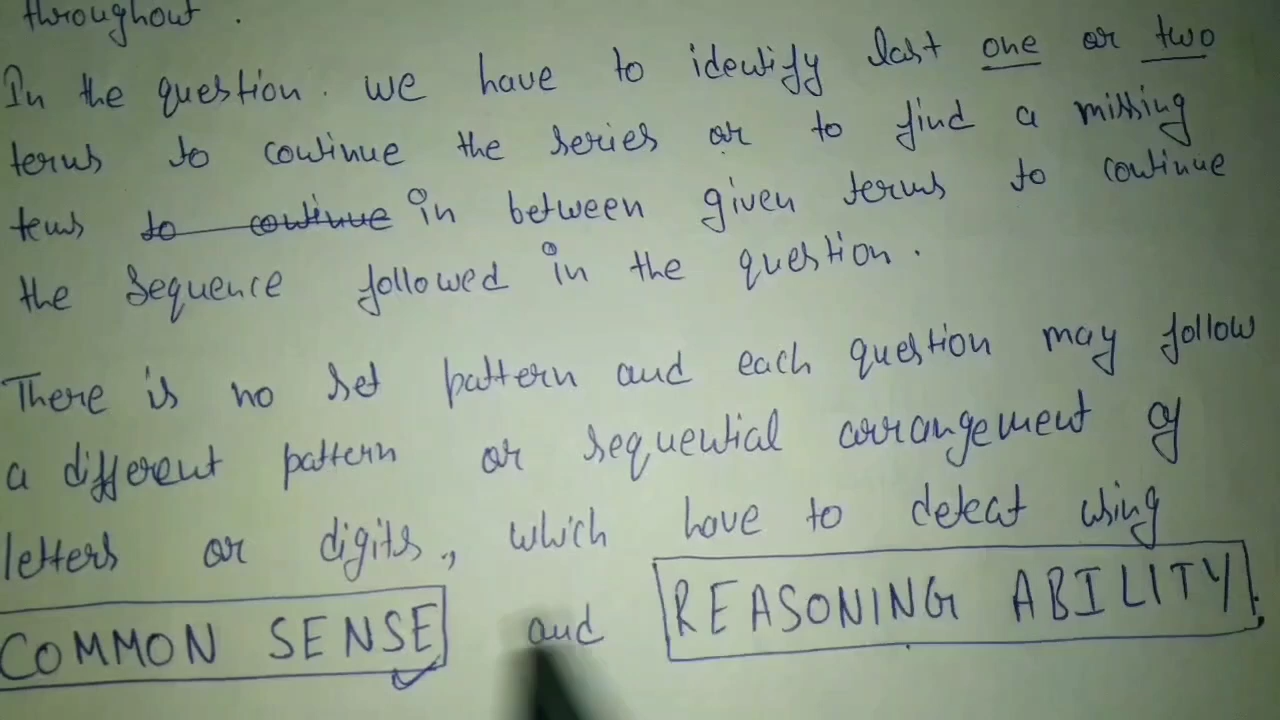 throughout.
In the question. we have to identify last one or two
terms to continue the series or to find a missing
tems to continue in between given terms to continue
the sequence followed in the question.
There is no set pattern and each question may follow
a different pattern or sequential arrangement of
letters or digits, which have to deteat using
COMMON SENSE and REASONING ABILITY.